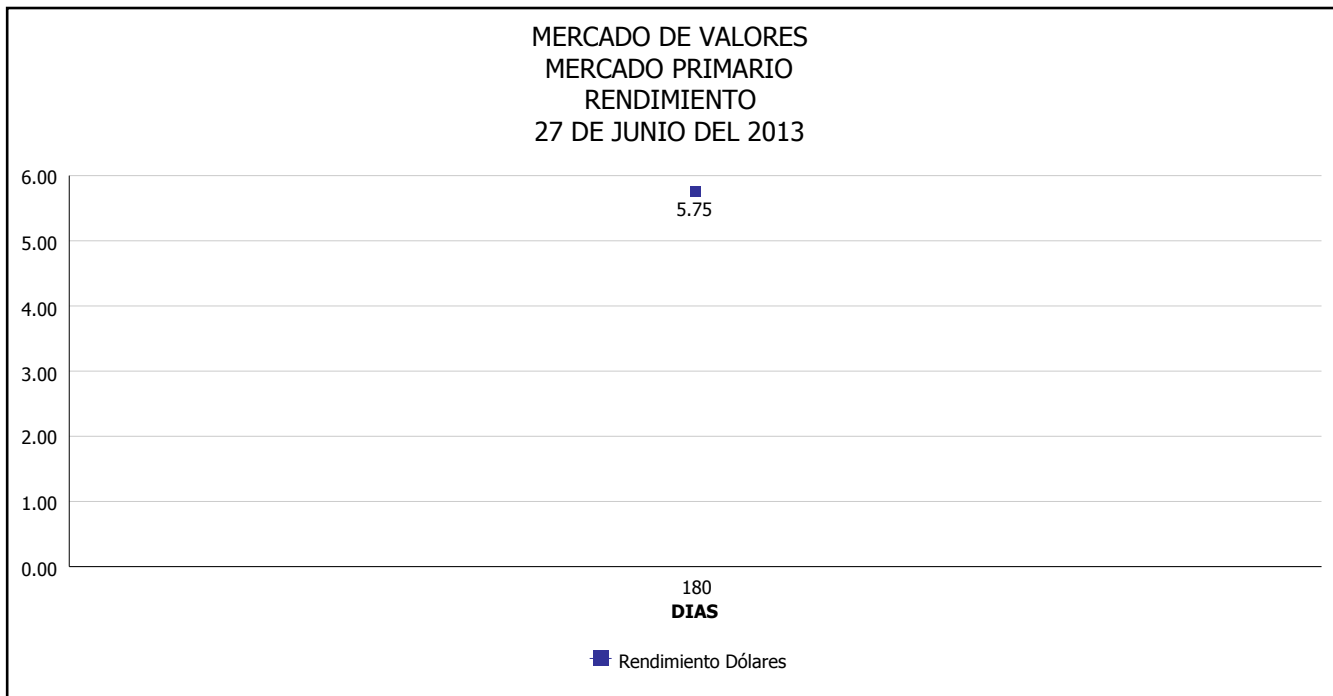 MERCADO DE VALORES
MERCADO PRIMARIO
RENDIMIENTO
27 DE JUNIO DEL 2013
6.00
5.75
5.00
4.00
3.00
2.00
1.00
0.00
180
DIAS
Rendimiento Dólares